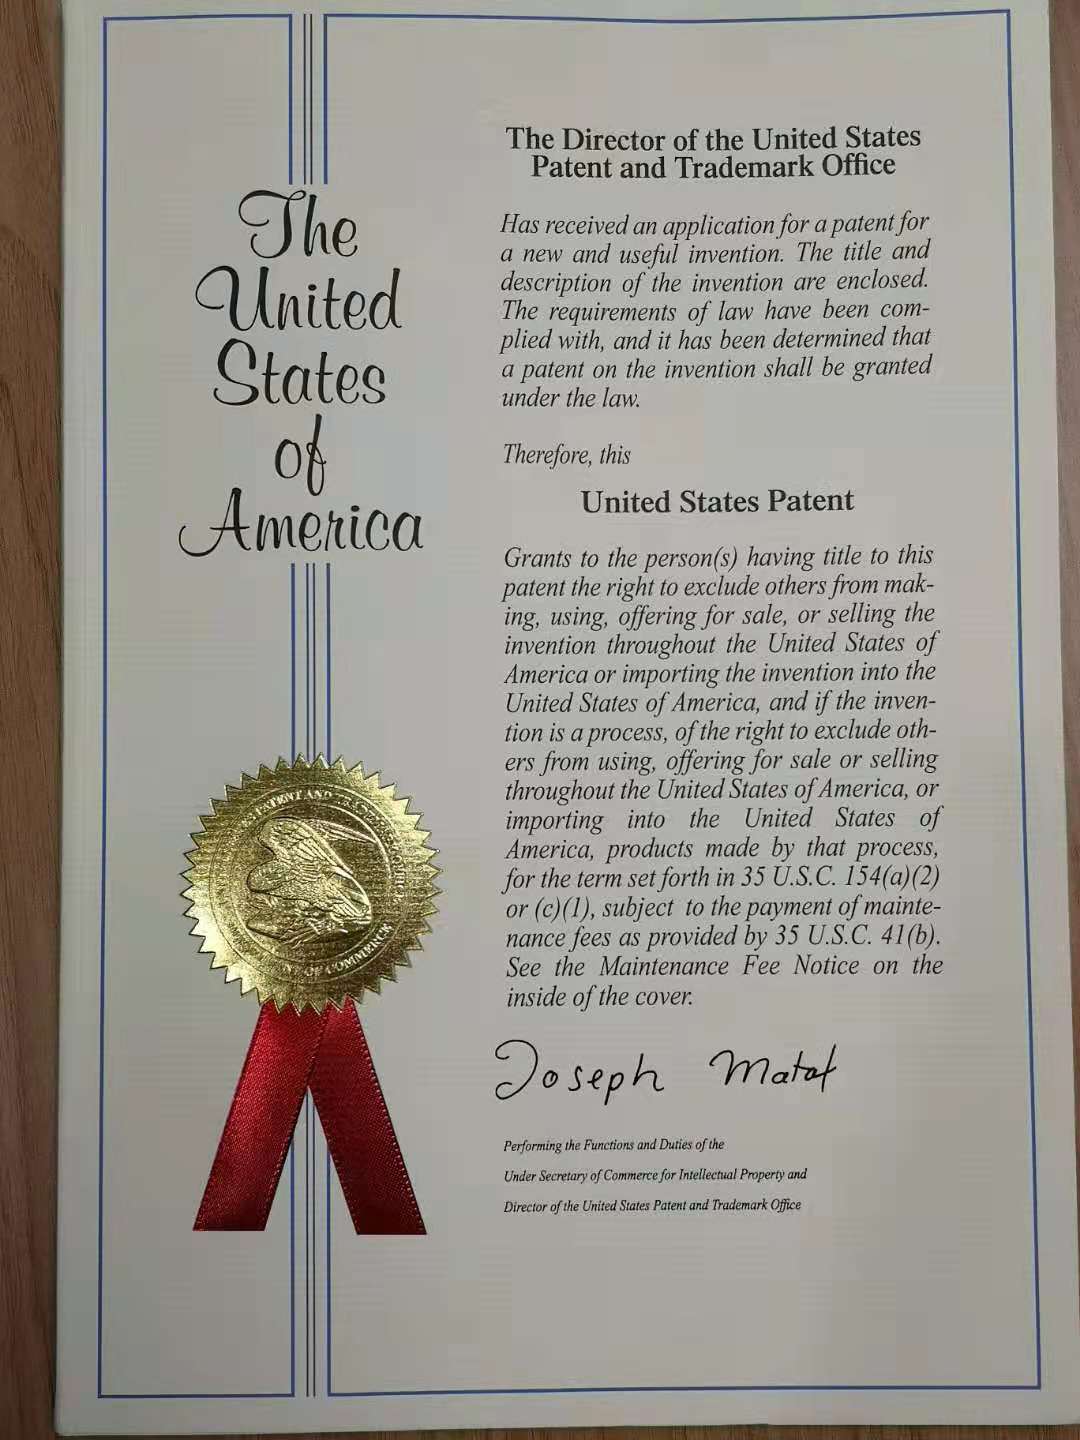 The
United
States
of
America
The Director of the United States
Patent and Trademark Office
Has received an application for a patent for
a new and useful invention. The title and
description of the invention are enclosed.
The requirements of law have been com-
plied with, and it has been determined that
a patent on the invention shall be granted
under the law.
Therefore, this
United States Patent
Grants to the person(s) having title to this
patent the right to exclude others from mak-
ing, using, offering for sale, or selling the
invention throughout the United States of
America or importing the invention into the
United States of America, and if the inven-
tion is a process, of the right to exclude oth-
ers from using, offering for sale or selling
throughout the United States of America, or
importing into the United States of
America, products made by that process,
for the term set forth in 35 U.S.C. 154(a)(2)
or (c)(1), subject to the payment of mainte-
nance fees as provided by 35 U.S.C. 41(b).
See the Maintenance Fee Notice on the
inside of the cover.
Joseph Matal
Performing the Functions and Duties of the
Under Secretary of Commerce for Intellectual Property and
Director of the United States Patent and Trademark Office
PATENT AND TRADEMARK OFFICE
OF COMMERCE